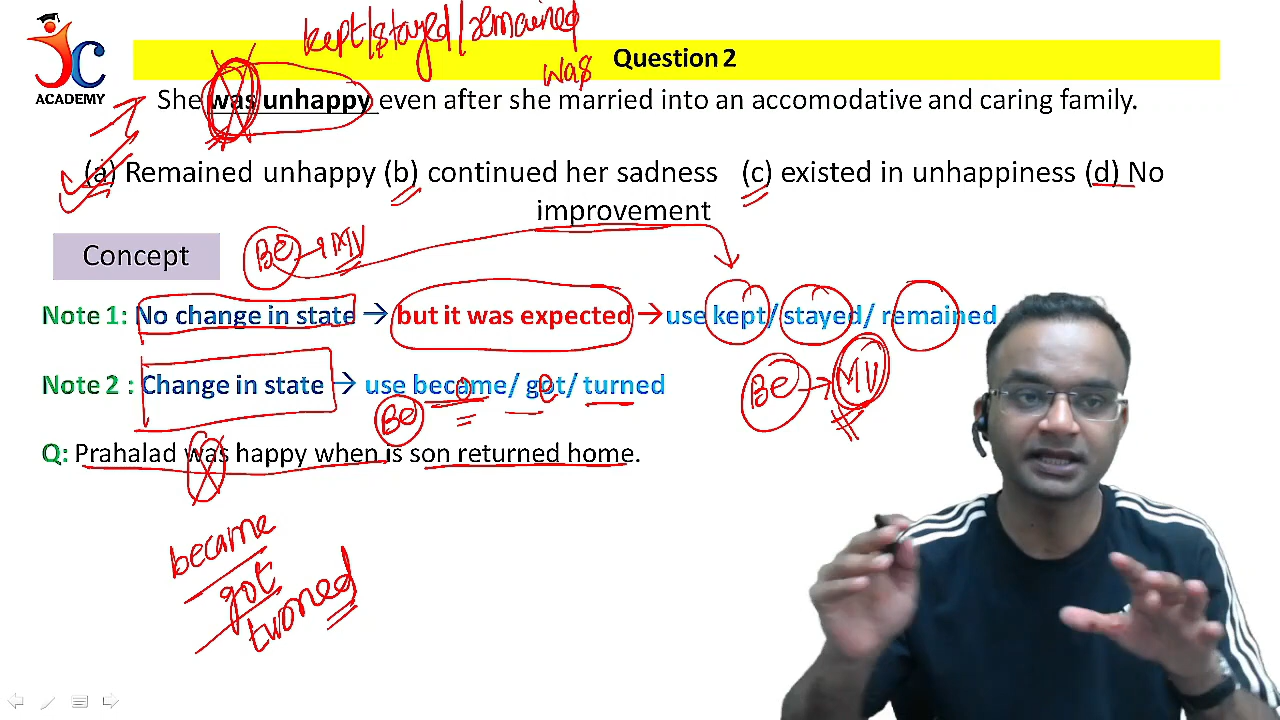 kept/stayed/remained
was
Question 2
JC
ACADEMY
She was unhappy even after she married into an accomodative and caring family.
(a) Remained unhappy (b) continued her sadness (c) existed in unhappiness (d) No
improvement
BE → MV
Concept
Note 1: No change in state → but it was expected → use kept/ stayed/ remained
BE → MV
Note 2 : Change in state → use became/ got/ turned
BE
Q: Prahalad was happy when is son returned home.
became
got
turned